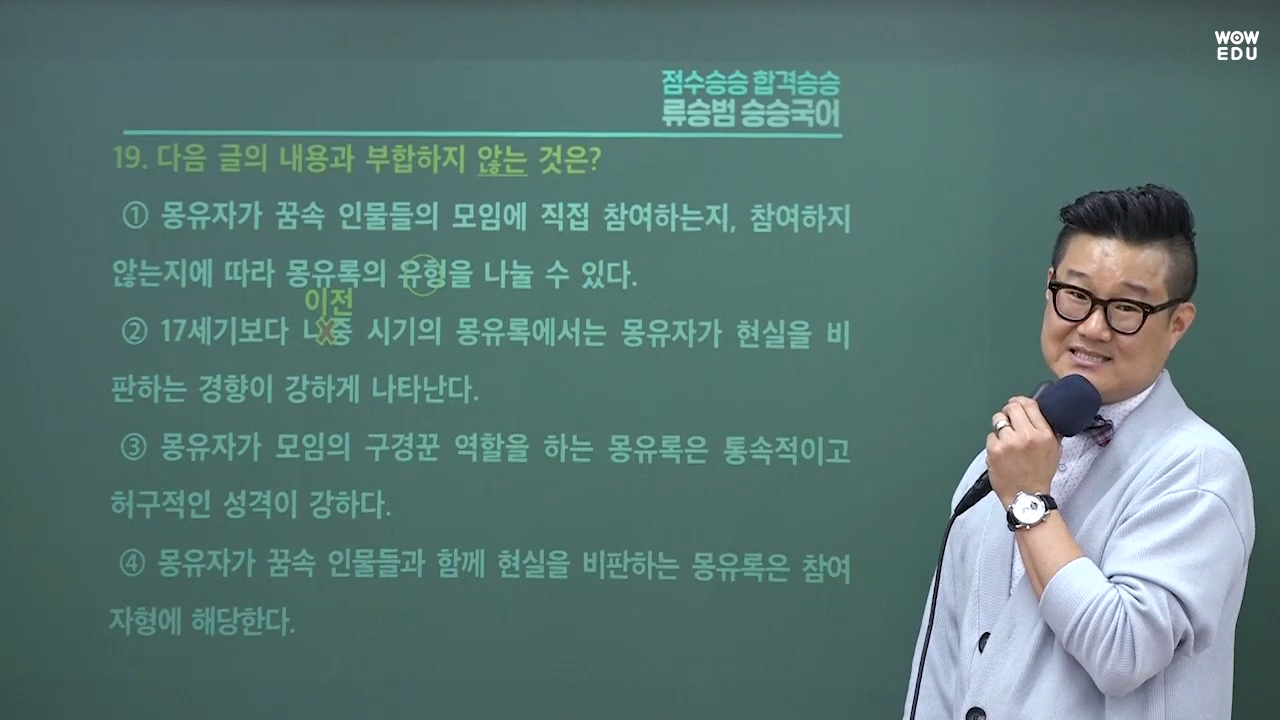 WOW
EDU
점수승승 합격승승
류승범 승승국어
19. 다음 글의 내용과 부합하지 않는 것은?
① 몽유자가 꿈속 인물들의 모임에 직접 참여하는지, 참여하지
않는지에 따라 몽유록의 유형을 나눌 수 있다.
이전
② 17세기보다 나중 시기의 몽유록에서는 몽유자가 현실을 비
판하는 경향이 강하게 나타난다.
③ 몽유자가 모임의 구경꾼 역할을 하는 몽유록은 통속적이고
허구적인 성격이 강하다.
④ 몽유자가 꿈속 인물들과 함께 현실을 비판하는 몽유록은 참여
자형에 해당한다.